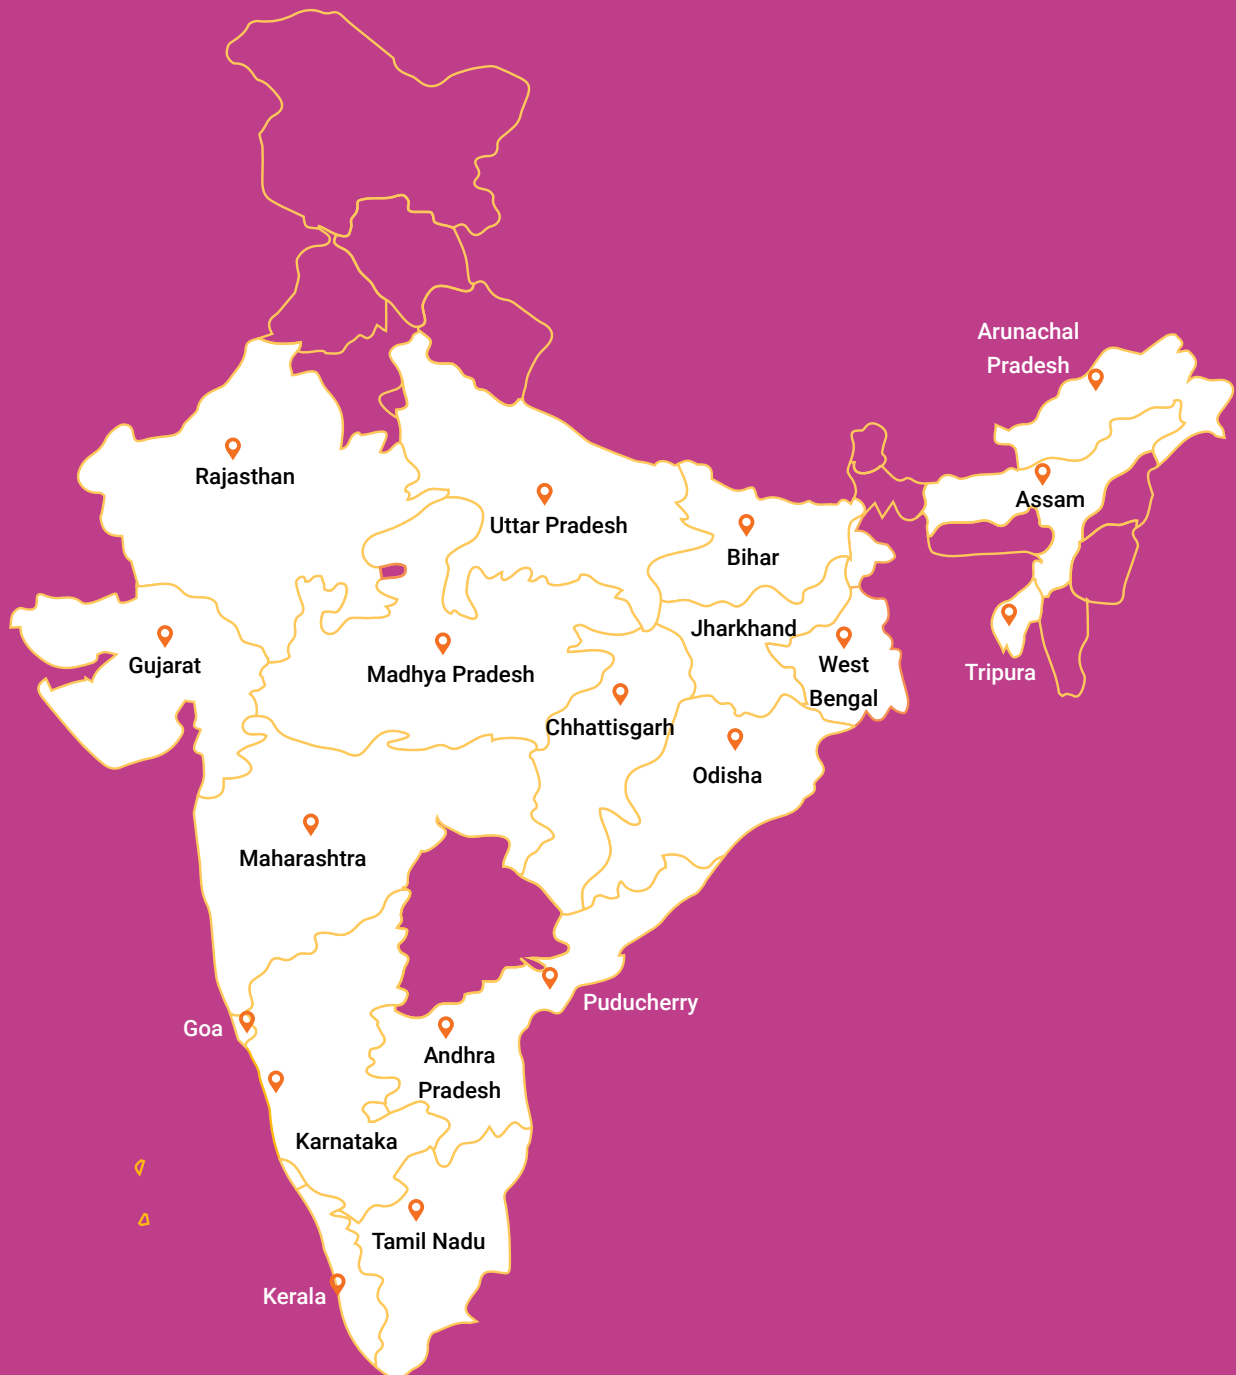 Arunachal
Pradesh
Rajasthan
Assam
Uttar Pradesh
Bihar
Jharkhand
Gujarat
Madhya Pradesh
West
Bengal
Tripura
Chhattisgarh
Odisha
Maharashtra
Puducherry
Goa
Andhra
Pradesh
Karnataka
Tamil Nadu
Kerala